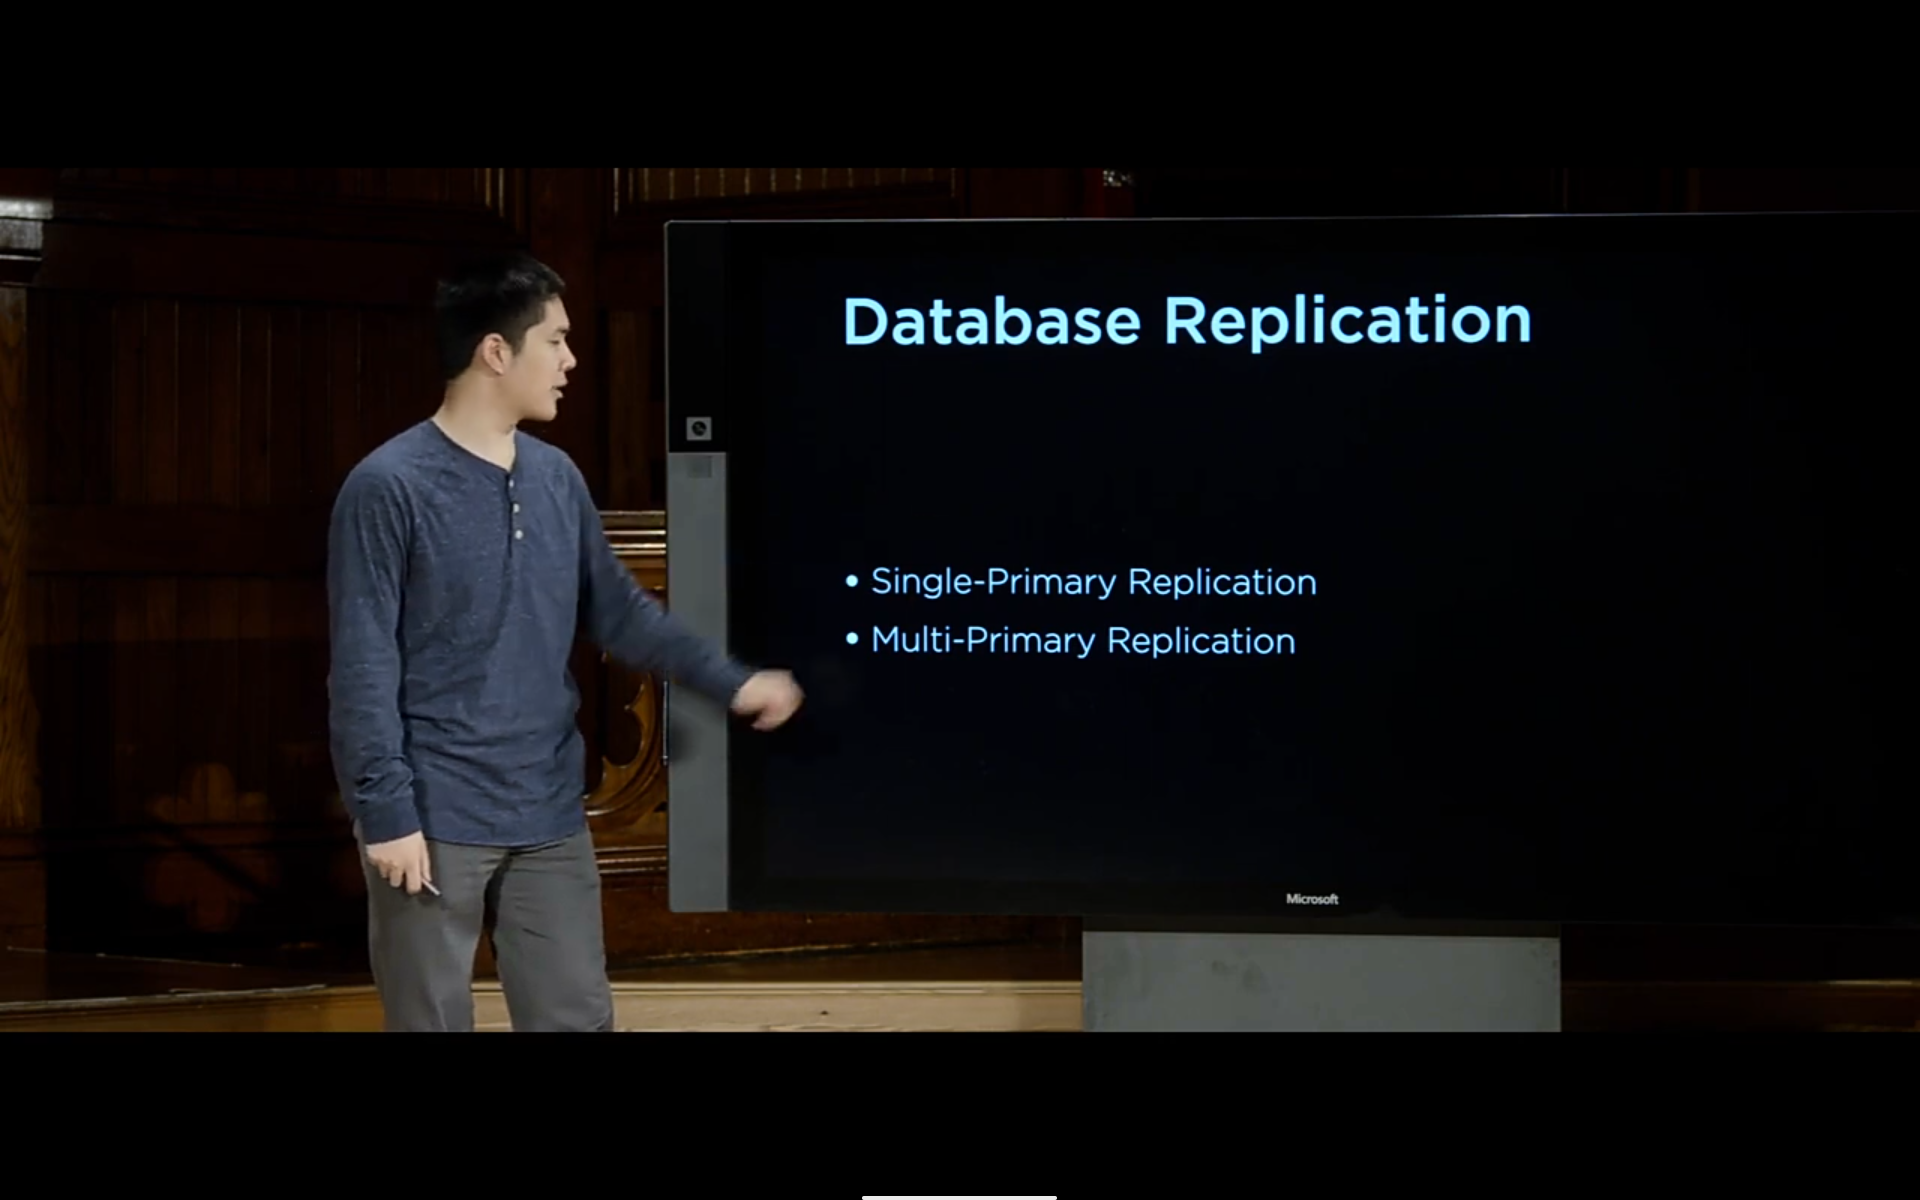 Database Replication
• Single-Primary Replication
• Multi-Primary Replication
Microsoft